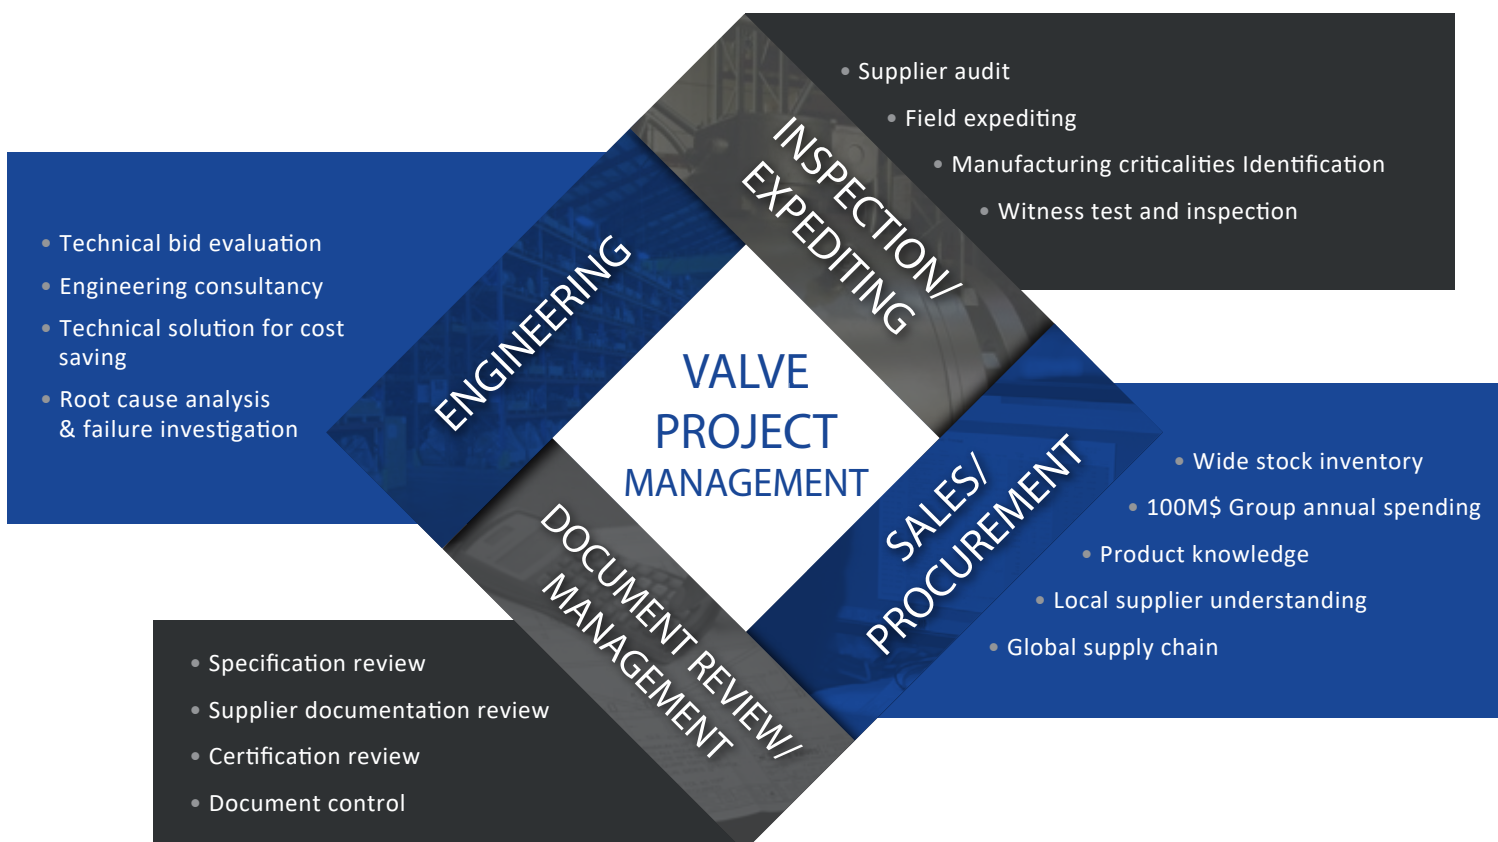 • Supplier audit
• Field expediting
• Manufacturing criticalities Identification
• Witness test and inspection
INSPECTION/
EXPEDITING
ENGINEERING
• Technical bid evaluation
• Engineering consultancy
• Technical solution for cost
saving
• Root cause analysis
& failure investigation
VALVE
PROJECT
MANAGEMENT
SALES/
PROCUREMENT
• Wide stock inventory
• 100M$ Group annual spending
• Product knowledge
• Local supplier understanding
• Global supply chain
DOCUMENT REVIEW/
MANAGEMENT
• Specification review
• Supplier documentation review
• Certification review
• Document control